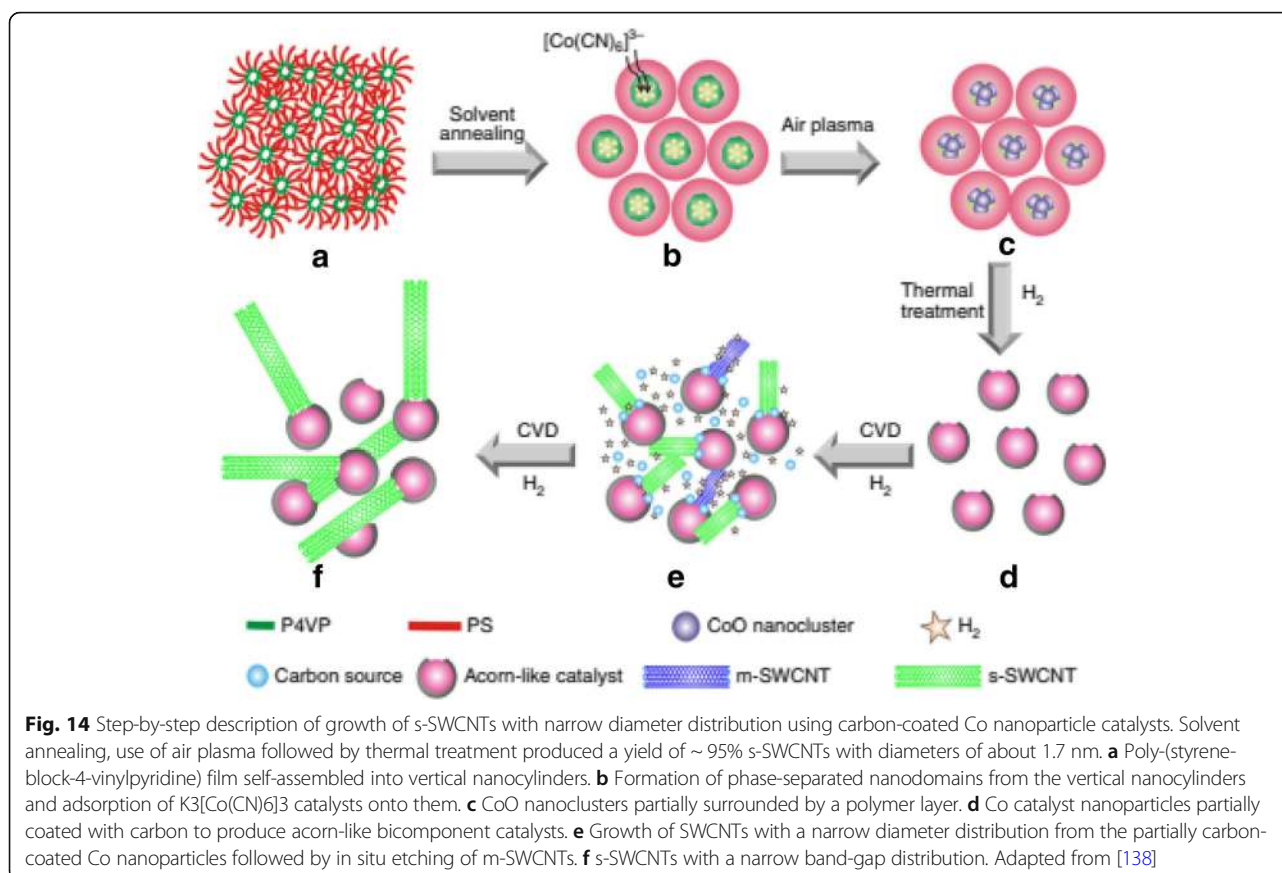 [Co(CN)6]3–
Solvent
annealing
Air plasma
a
b
c
Thermal
treatment
H2
CVD
H2
CVD
H2
f
e
d
P4VP
PS
CoO nanocluster
H2
Carbon source
Acorn-like catalyst
m-SWCNT
s-SWCNT
Fig. 14 Step-by-step description of growth of s-SWCNTs with narrow diameter distribution using carbon-coated Co nanoparticle catalysts. Solvent
annealing, use of air plasma followed by thermal treatment produced a yield of ~ 95% s-SWCNTs with diameters of about 1.7 nm. a Poly-(styrene-
block-4-vinylpyridine) film self-assembled into vertical nanocylinders. b Formation of phase-separated nanodomains from the vertical nanocylinders
and adsorption of K3[Co(CN)6]3 catalysts onto them. c CoO nanoclusters partially surrounded by a polymer layer. d Co catalyst nanoparticles partially
coated with carbon to produce acorn-like bicomponent catalysts. e Growth of SWCNTs with a narrow diameter distribution from the partially carbon-
coated Co nanoparticles followed by in situ etching of m-SWCNTs. f s-SWCNTs with a narrow band-gap distribution. Adapted from [138]